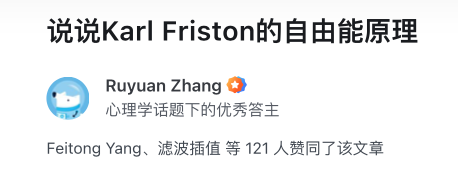 说说Karl Friston的自由能原理
Ruyuan Zhang
心理学话题下的优秀答主
Feitong Yang、滤波插值 等 121 人赞同了该文章